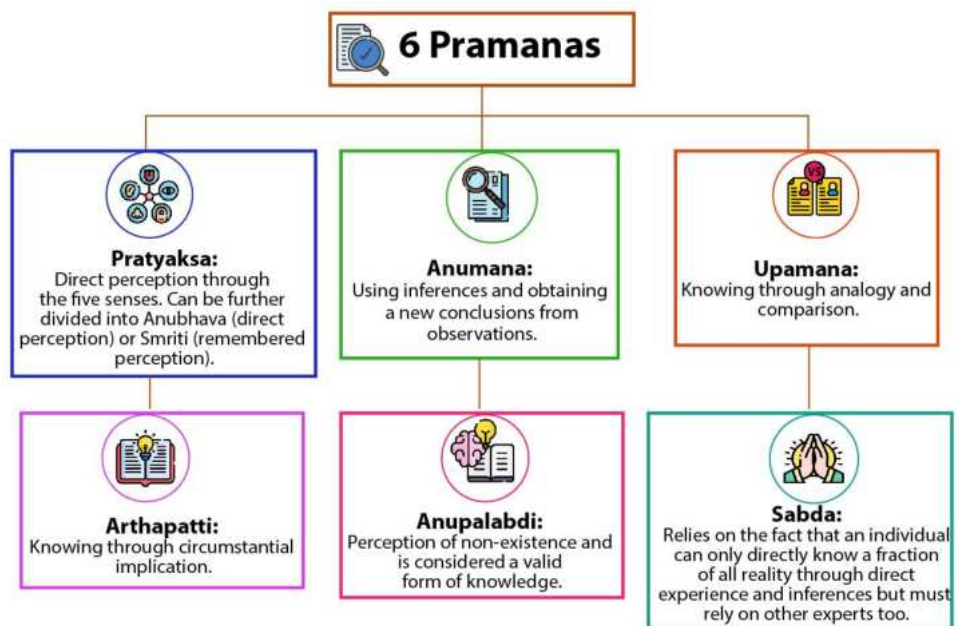 6 Pramanas
VS
Pratyaksa:
Direct perception through
the five senses. Can be further
divided into Anubhava (direct
perception) or Smriti (remembered
perception).
Anumana:
Using inferences and obtaining
a new conclusions from
observations.
Upamana:
Knowing through analogy and
comparison.
Arthapatti:
Knowing through circumstantial
implication.
Anupalabdi:
Perception of non-existence and
is considered a valid
form of knowledge.
Sabda:
Relies on the fact that an individual
can only directly know a fraction
of all reality through direct
experience and inferences but must
rely on other experts too.